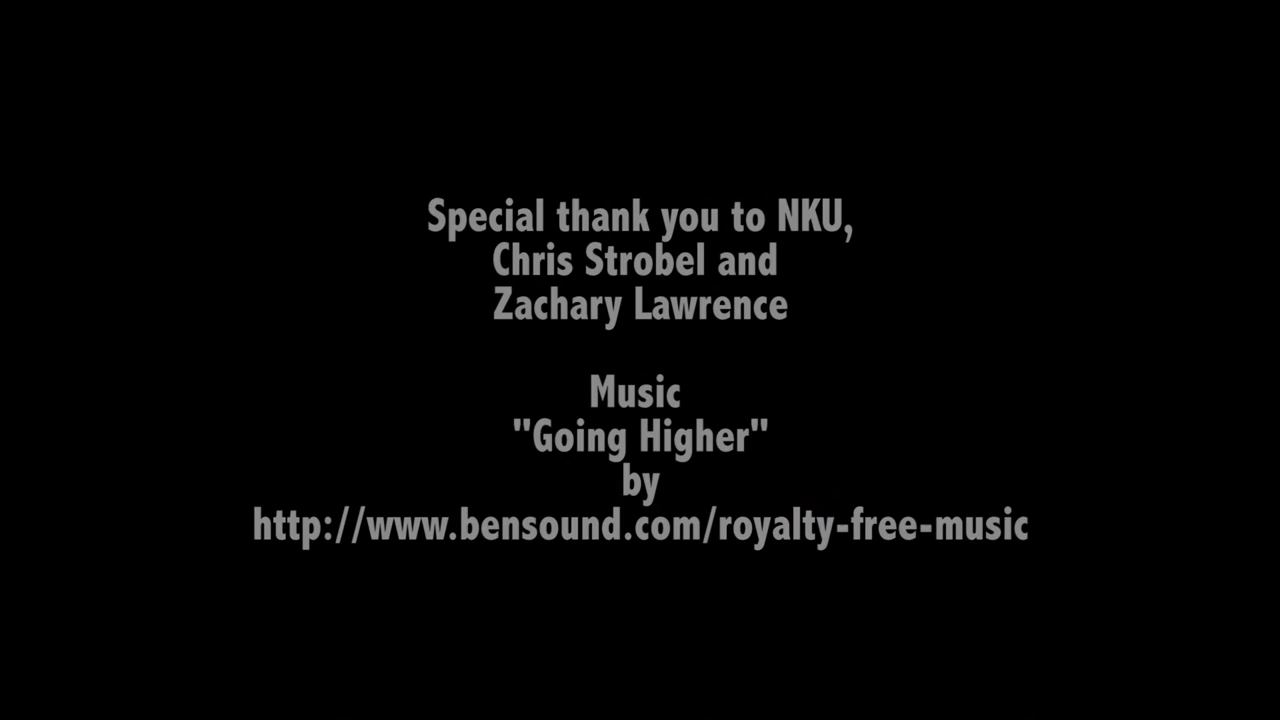 Special thank you to NKU,
Chris Strobel and
Zachary Lawrence
Music
"Going Higher"
by
http://www.bensound.com/royalty-free-music